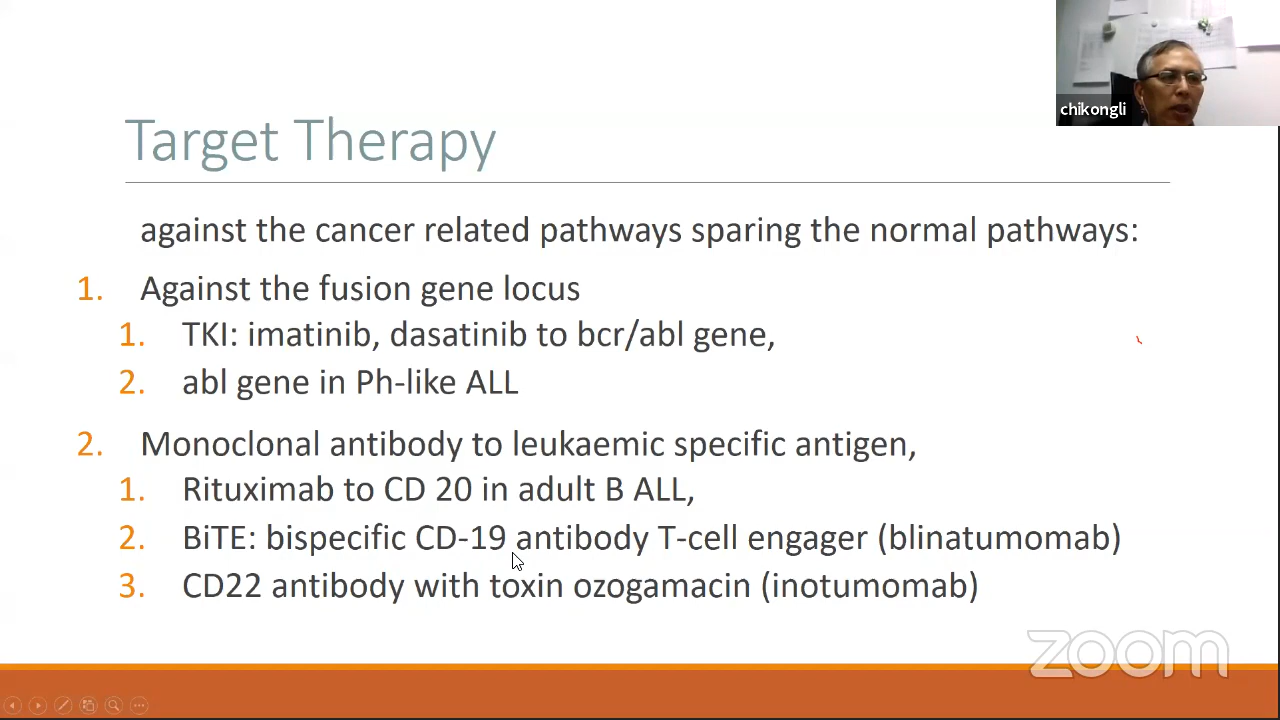 chikongli
Target Therapy
against the cancer related pathways sparing the normal pathways:
1. Against the fusion gene locus
1. TKI: imatinib, dasatinib to bcr/abl gene,
2. abl gene in Ph-like ALL
2. Monoclonal antibody to leukaemic specific antigen,
1. Rituximab to CD 20 in adult B ALL,
2. BiTE: bispecific CD-19 antibody T-cell engager (blinatumomab)
3. CD22 antibody with toxin ozogamacin (inotumomab)
zoom